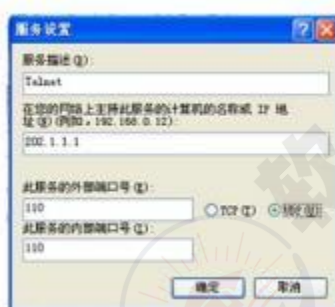 服务设置
服务描述(D):
Telnet
在您的网络上主持此服务的计算机的名称或 IP 地
址(N)(例如，192.168.0.12):
202.1.1.1
此服务的外部端口号(E):
110
TCP(T)
此服务的内部端口号(I):
110
确定
取消